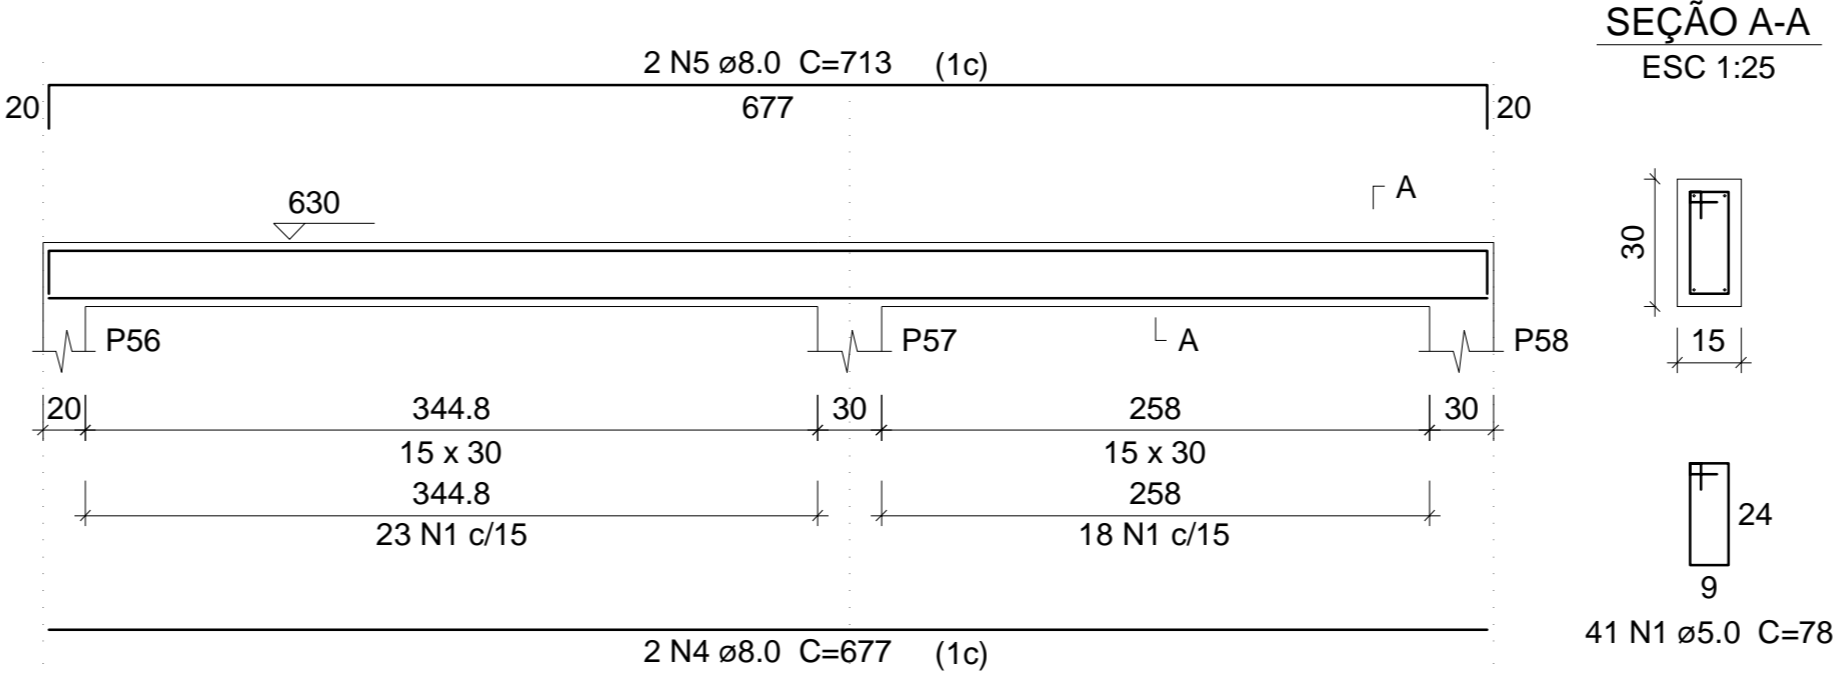 SEÇÃO A-A
ESC 1:25
2 N5 ø8.0 C=713 (1c)
20 677 20
630
A
30
P56 P57 A P58
15
20 344.8 30 258 30
15 x 30 15 x 30
344.8 258
23 N1 c/15 18 N1 c/15
24
9
41 N1 ø5.0 C=78
2 N4 ø8.0 C=677 (1c)